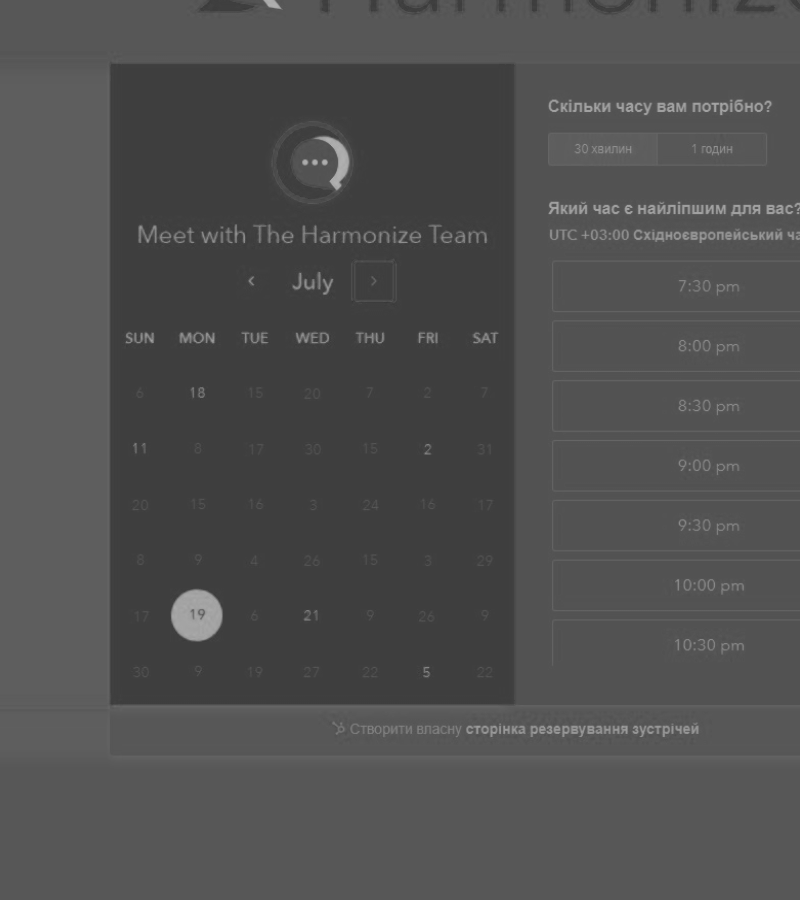 Harmonize
Meet with The Harmonize Team
July
SUN MON TUE WED THU FRI SAT
6 18 15 20 7 2 7
11 8 17 30 15 2 31
20 15 16 3 24 16 17
8 9 4 26 15 3 29
17 19 6 21 9 26 9
30 9 19 27 22 5 22
Скільки часу вам потрібно?
30 хвилин 1 годин
Який час є найліпшим для вас?
UTC +03:00 Східноєвропейський ча
7:30 pm
8:00 pm
8:30 pm
9:00 pm
9:30 pm
10:00 pm
10:30 pm
Створити власну сторінка резервування зустрічей